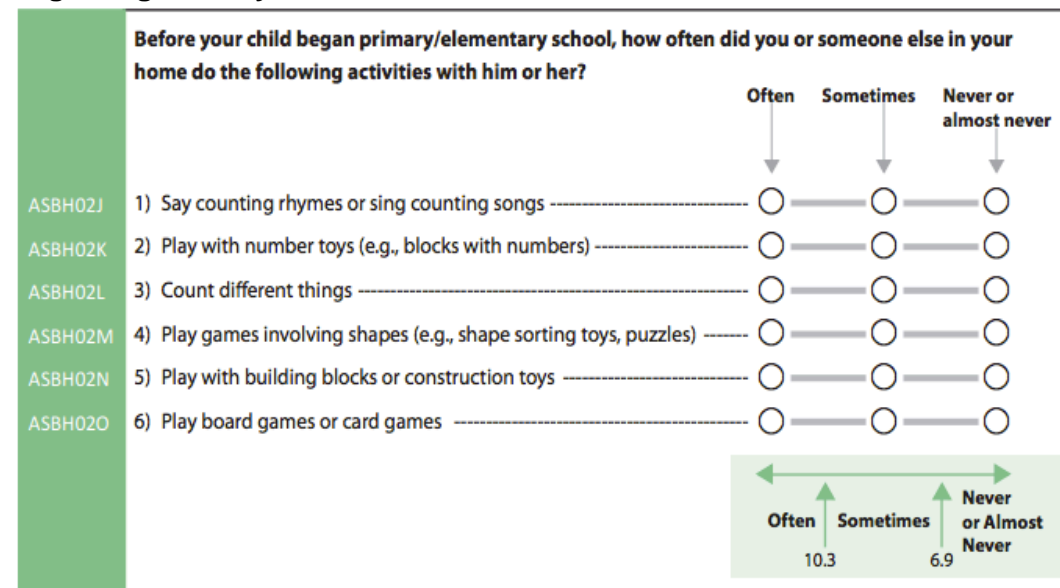 Before your child began primary/elementary school, how often did you or someone else in your
home do the following activities with him or her?
Often Sometimes Never or
almost never
ASBH02J 1) Say counting rhymes or sing counting songs
ASBH02K 2) Play with number toys (e.g., blocks with numbers)
ASBH02L 3) Count different things
ASBH02M 4) Play games involving shapes (e.g., shape sorting toys, puzzles)
ASBH02N 5) Play with building blocks or construction toys
ASBH02O 6) Play board games or card games
Often Sometimes Never
or Almost
Never
10.3 6.9